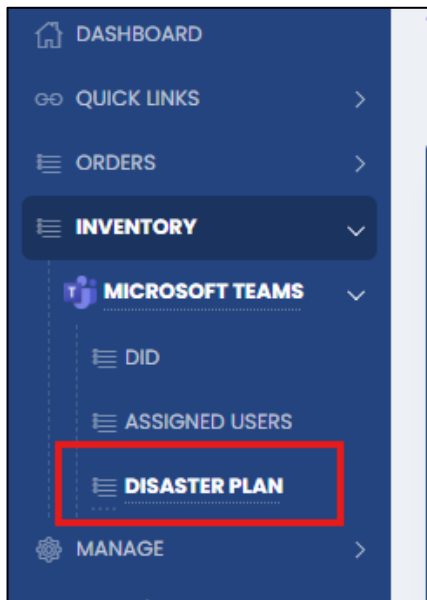 DASHBOARD
QUICK LINKS
ORDERS
INVENTORY
MICROSOFT TEAMS
DID
ASSIGNED USERS
DISASTER PLAN
MANAGE